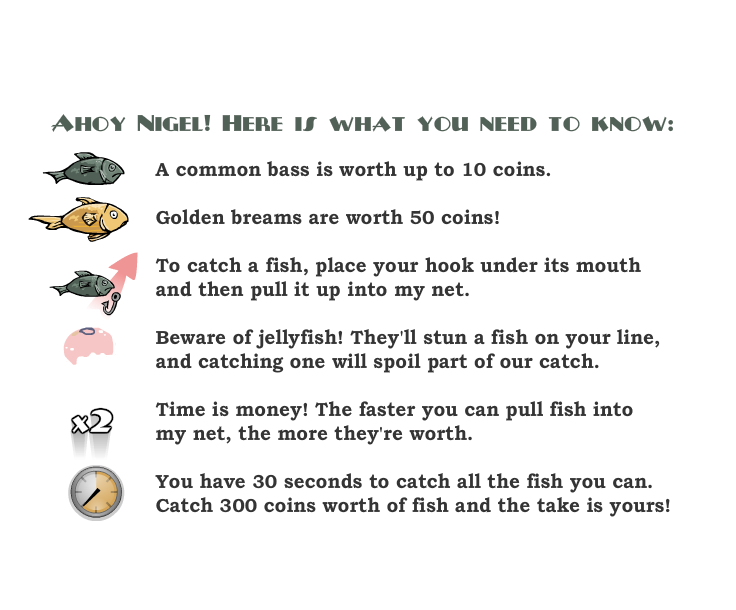 Ahoy Nigel! Here is what you need to know:
A common bass is worth up to 10 coins.
Golden breams are worth 50 coins!
To catch a fish, place your hook under its mouth
and then pull it up into my net.
Beware of jellyfish! They'll stun a fish on your line,
and catching one will spoil part of our catch.
Time is money! The faster you can pull fish into
my net, the more they're worth.
x2
You have 30 seconds to catch all the fish you can.
Catch 300 coins worth of fish and the take is yours!